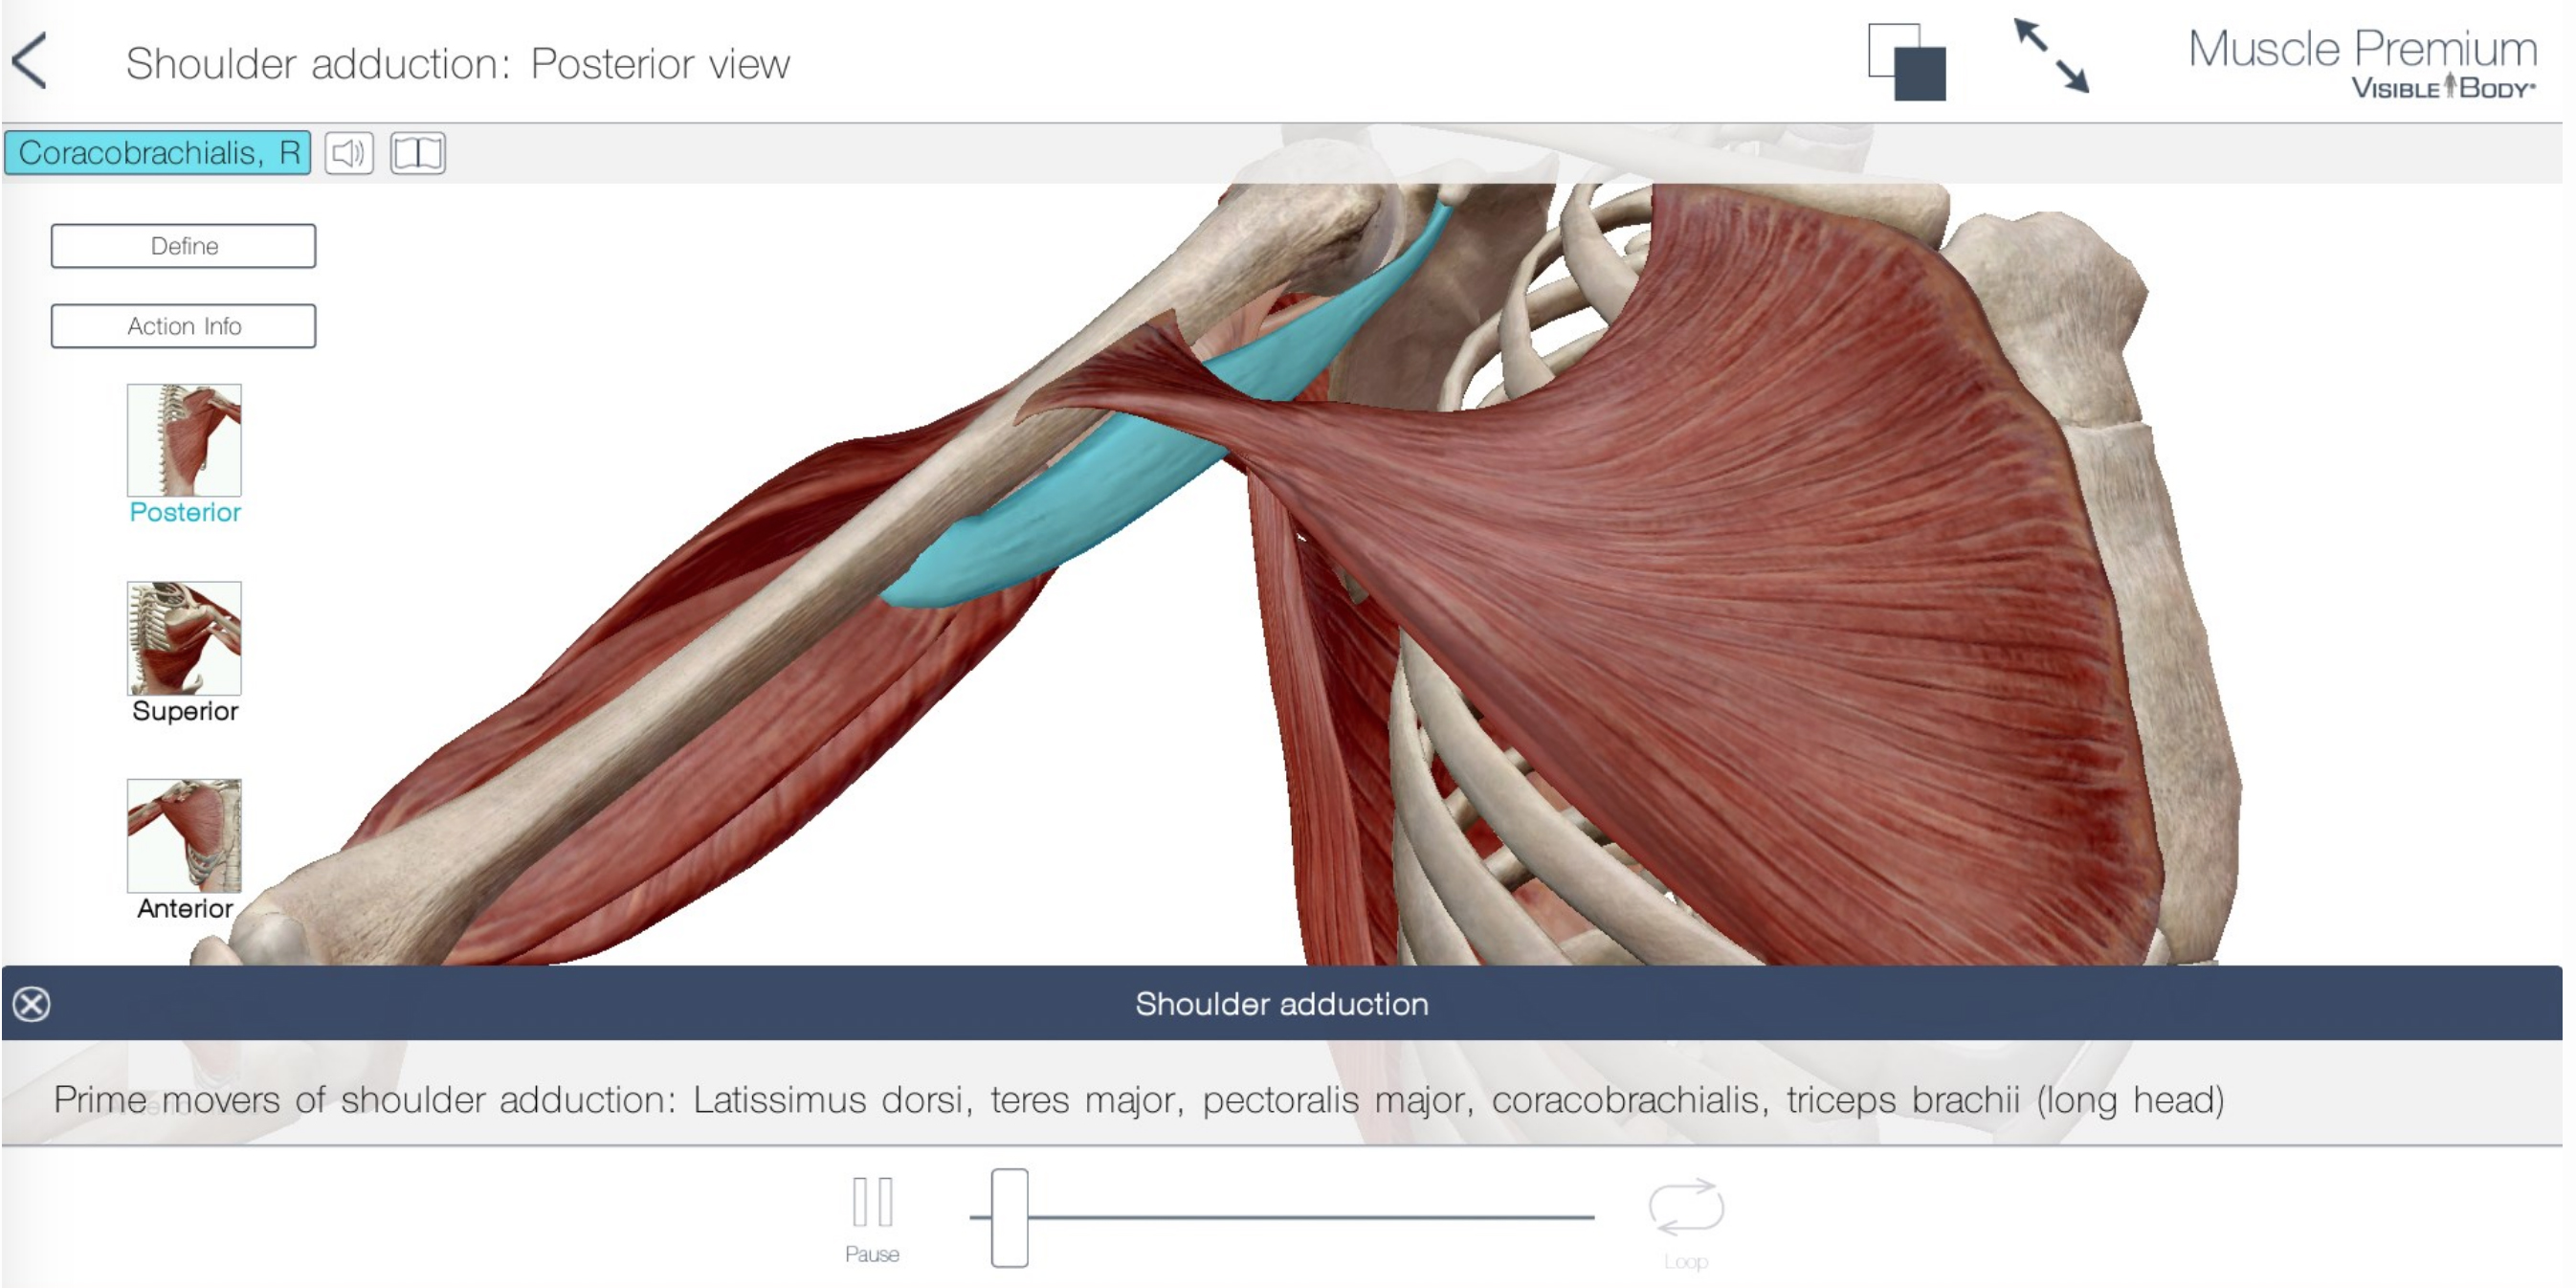 Shoulder adduction: Posterior view
Muscle Premium
VISIBLE BODY®
Coracobrachialis, R
Define
Action Info
Posterior
Superior
Anterior
Shoulder adduction
Prime movers of shoulder adduction: Latissimus dorsi, teres major, pectoralis major, coracobrachialis, triceps brachii (long head)
Pause
Loop